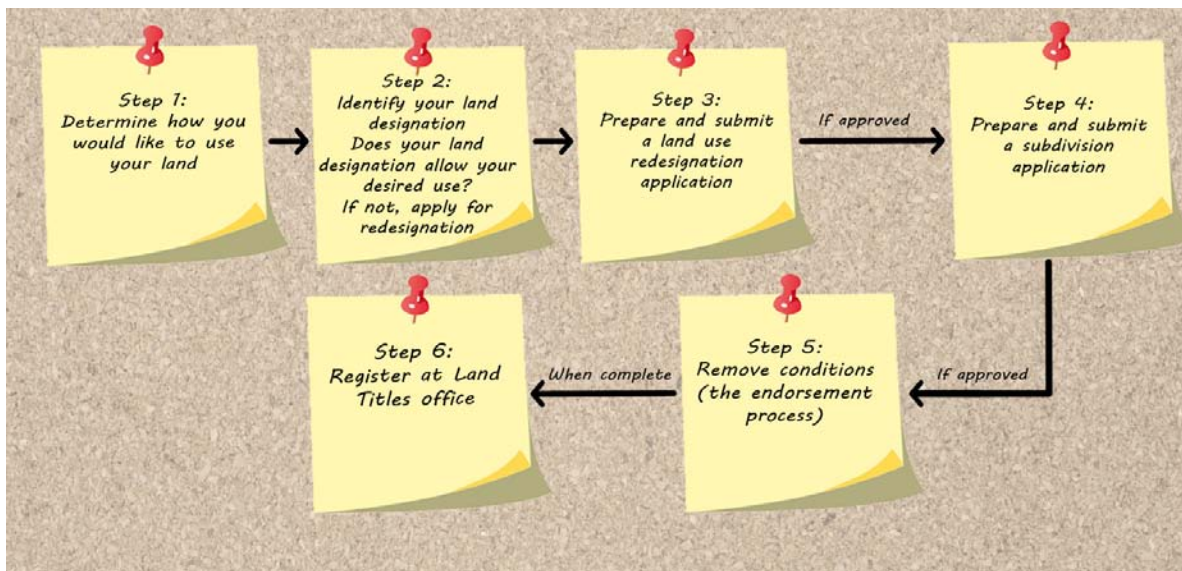 Step 1:
Determine how you
would like to use
your land
Step 2:
Identify your land
designation
Does your land
designation allow your
desired use?
If not, apply for
redesignation
Step 3:
Prepare and submit
a land use
redesignation
application
If approved
Step 4:
Prepare and submit
a subdivision
application
If approved
Step 5:
Remove conditions
(the endorsement
process)
When complete
Step 6:
Register at Land
Titles office